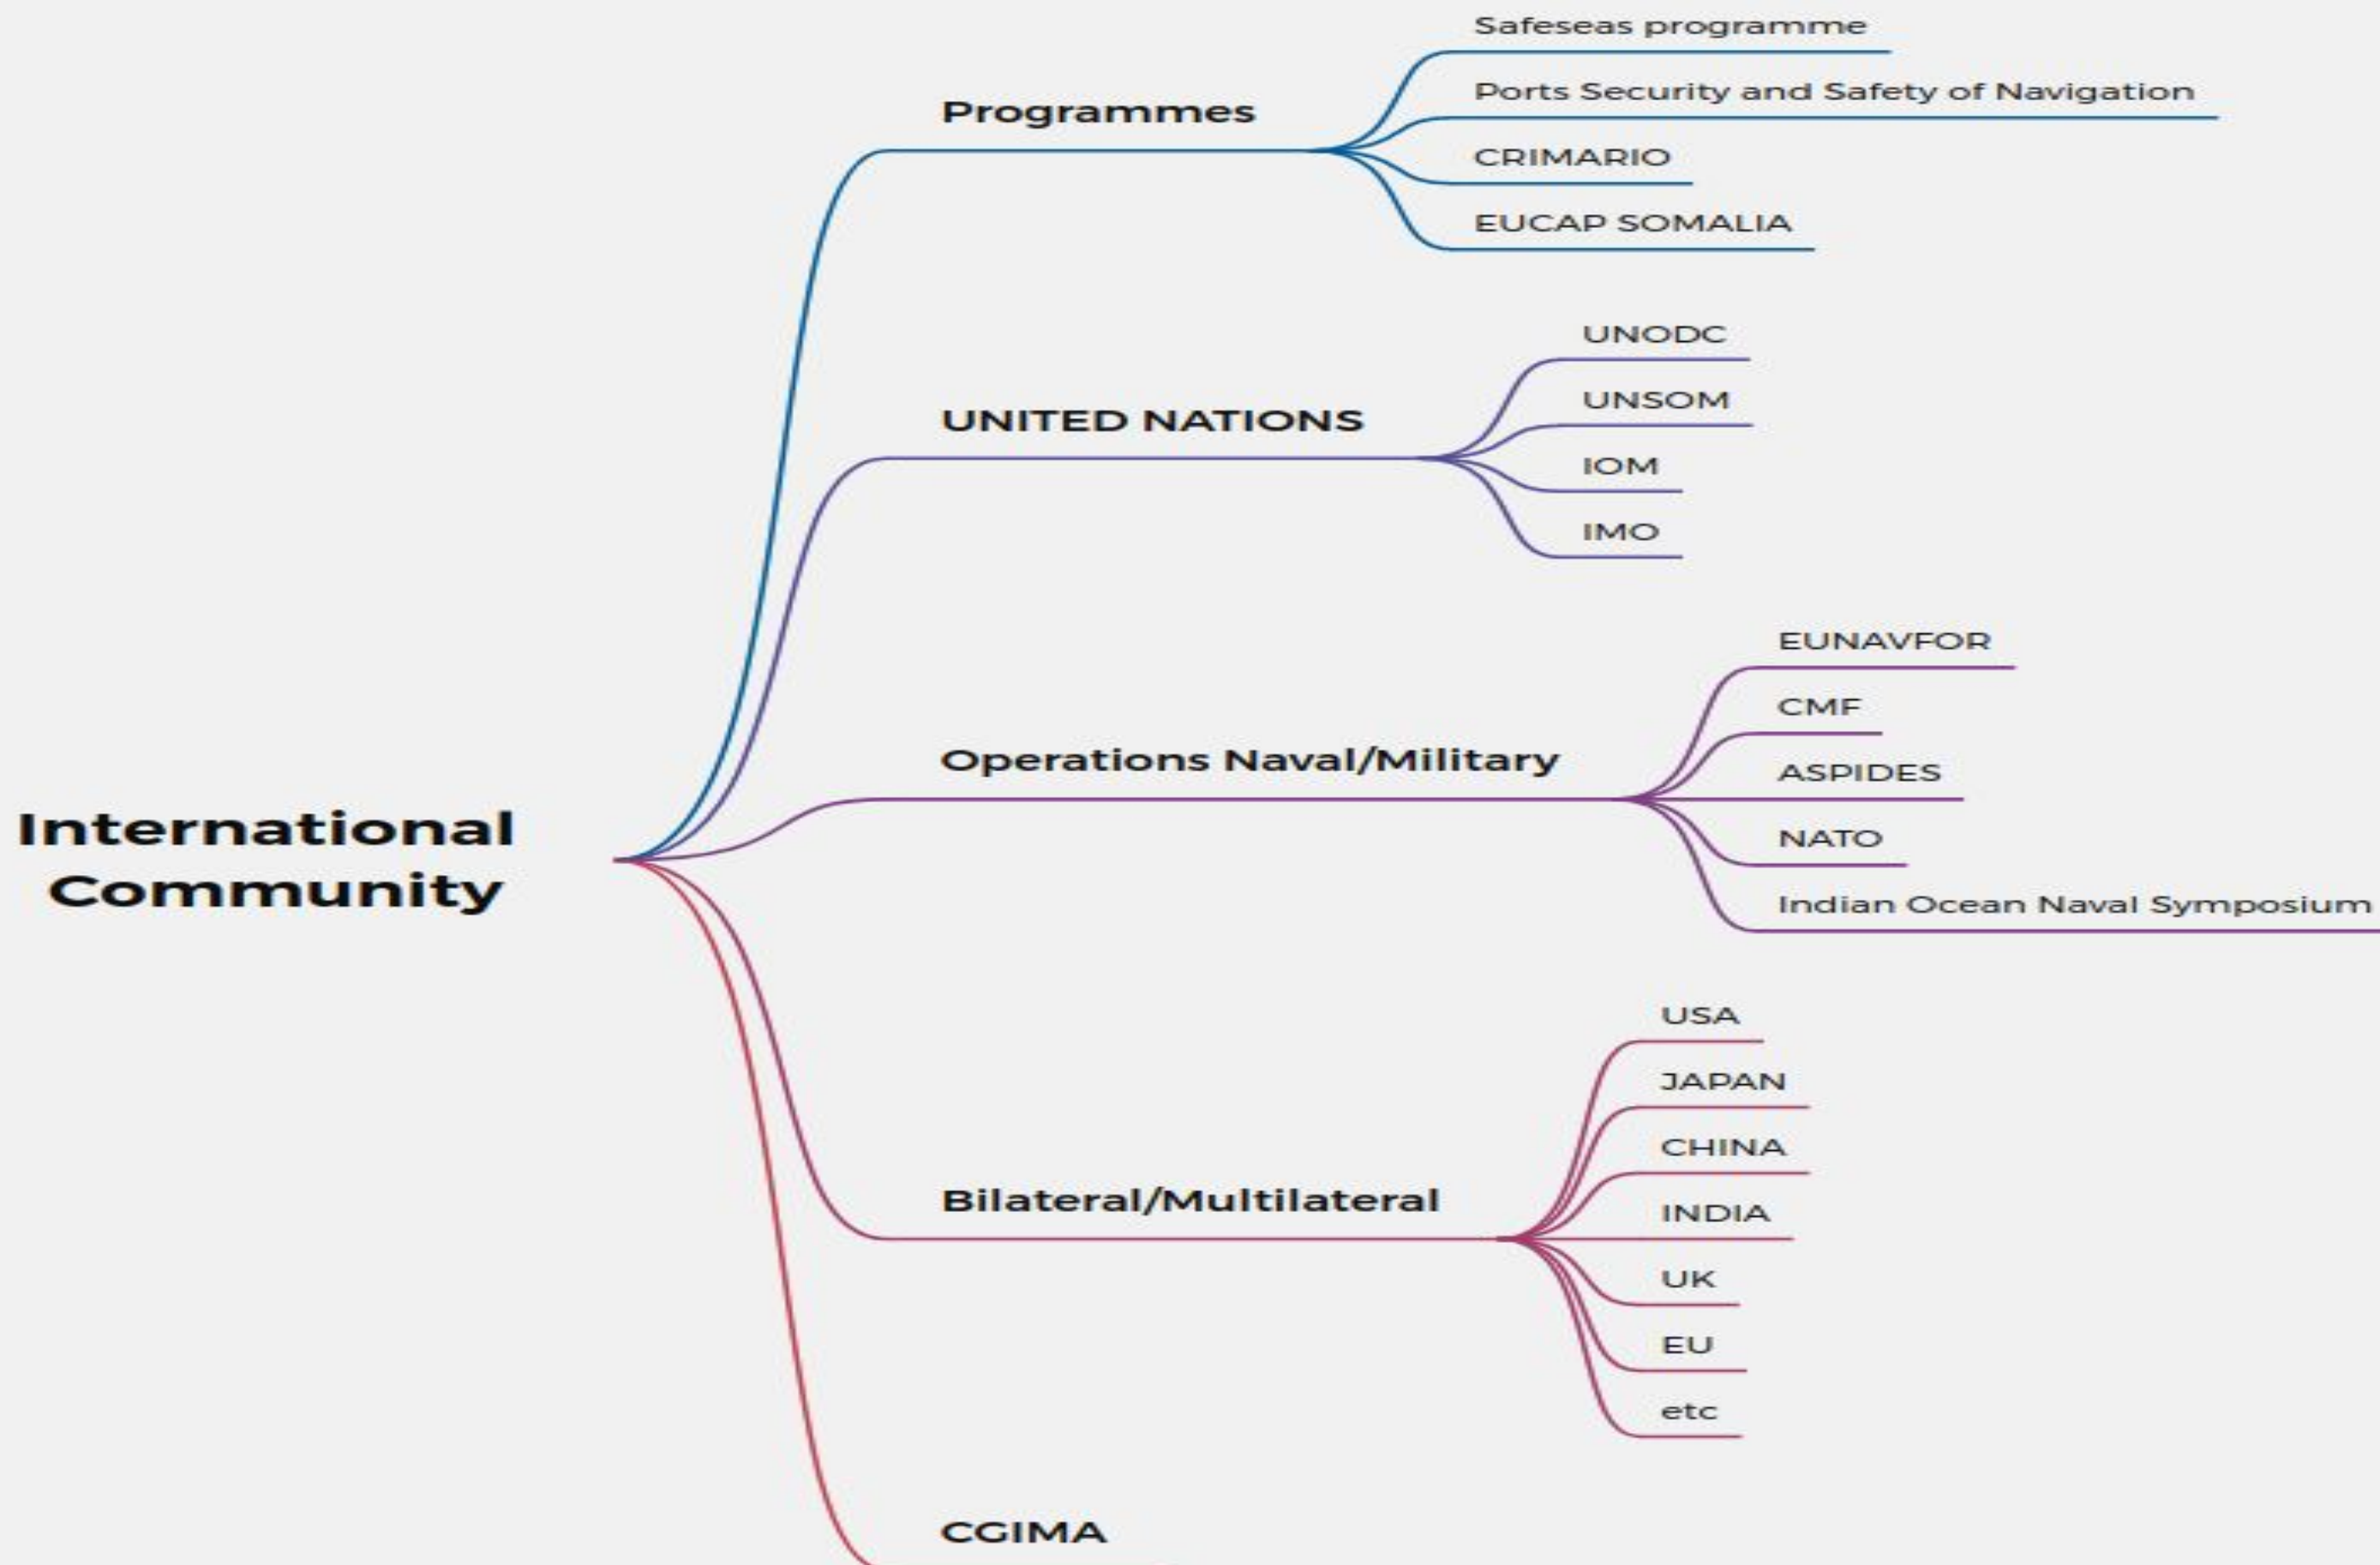 International
Community
Programmes
Safeseas programme
Ports Security and Safety of Navigation
CRIMARIO
EUCAP SOMALIA
UNITED NATIONS
UNODC
UNSOM
IOM
IMO
Operations Naval/Military
EUNAVFOR
CMF
ASPIDES
NATO
Indian Ocean Naval Symposium
Bilateral/Multilateral
USA
JAPAN
CHINA
INDIA
UK
EU
etc
CGIMA